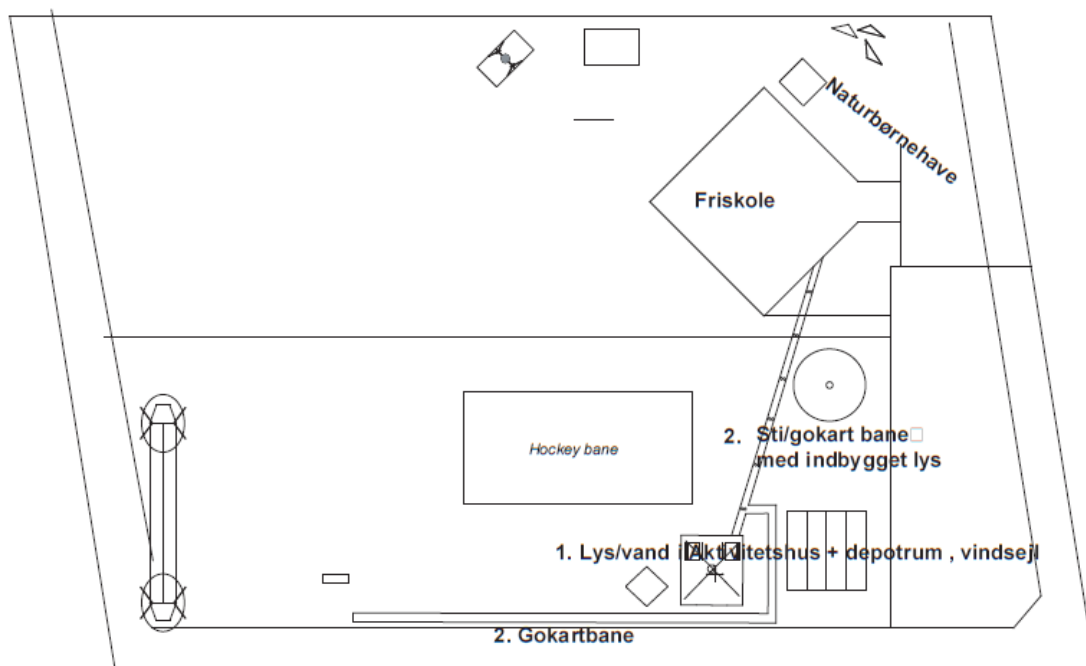 Naturbørnehave
Friskole
Hockey bane
2. Sti/gokart bane
med indbygget lys
1. Lys/vand i Aktivitetshus + depotrum , vindsejl
2. Gokartbane